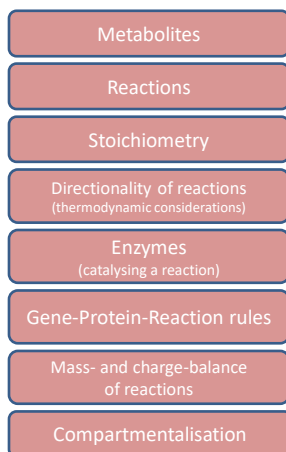 Metabolites
Reactions
Stoichiometry
Directionality of reactions
(thermodynamic considerations)
Enzymes
(catalysing a reaction)
Gene-Protein-Reaction rules
Mass- and charge-balance
of reactions
Compartmentalisation